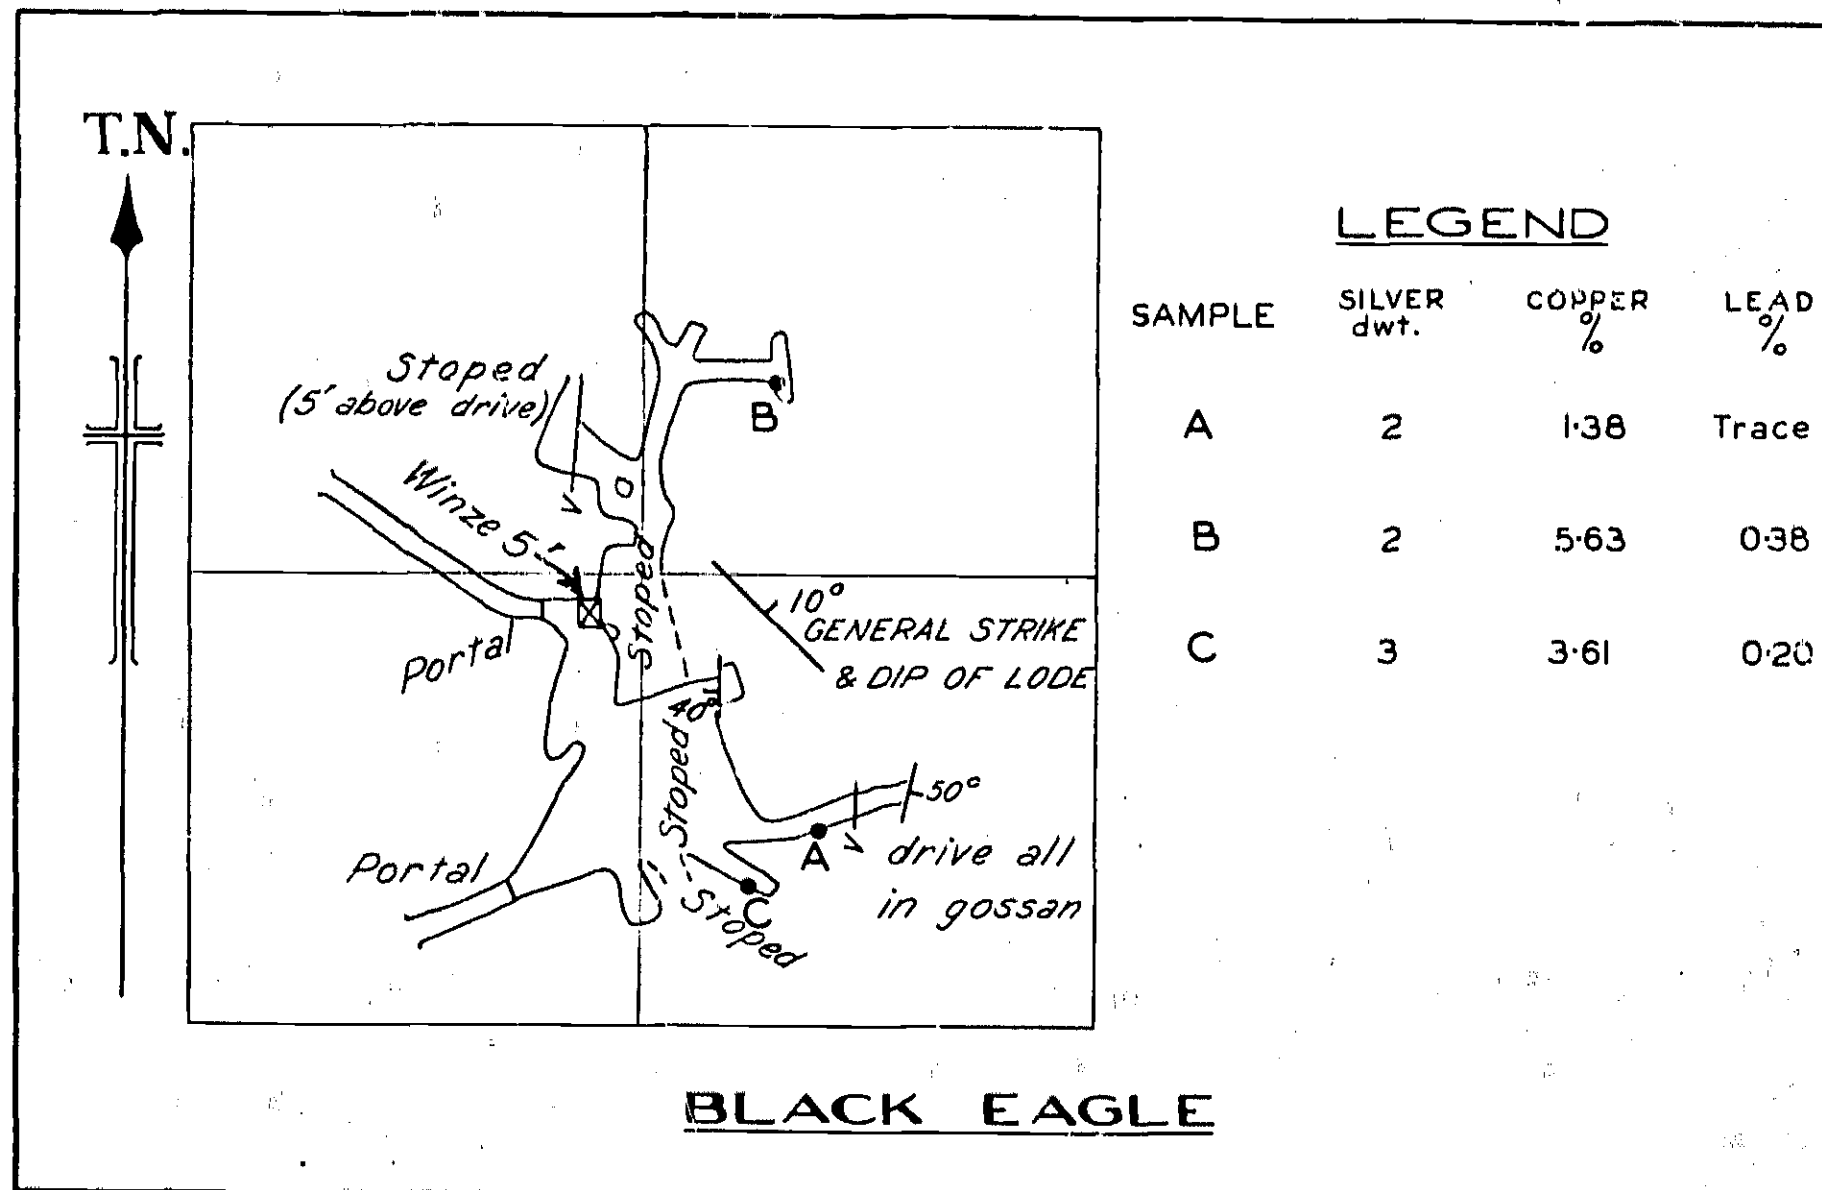 T.N.
Stoped
(5' above drive)
B
Winze 5'
Stoped
10°
GENERAL STRIKE
& DIP OF LODE
Portal
40°
Stoped
50°
A
V
V
drive all
in gossan
Portal
C
Stoped
LEGEND
SAMPLE SILVER dwt. COPPER % LEAD %
A 2 1·38 Trace
B 2 5·63 0·38
C 3 3·61 0·20
BLACK EAGLE